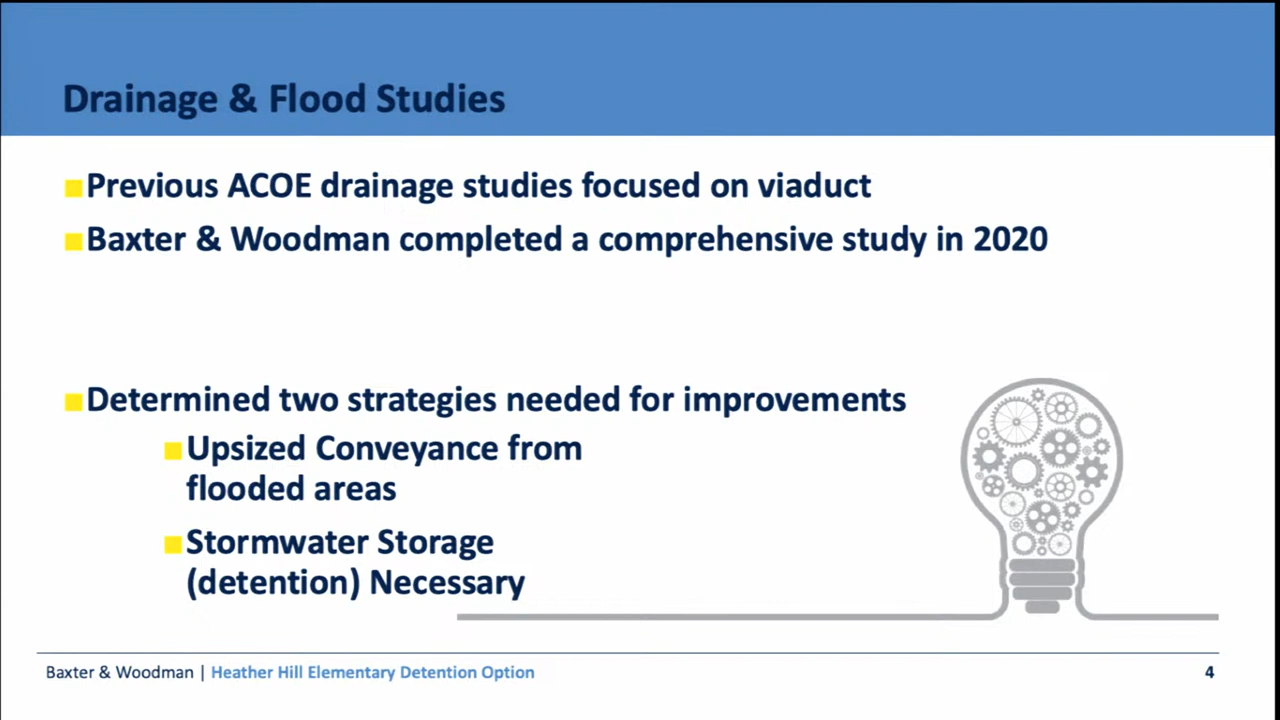 Drainage & Flood Studies
Previous ACOE drainage studies focused on viaduct
Baxter & Woodman completed a comprehensive study in 2020
Determined two strategies needed for improvements
Upsized Conveyance from
flooded areas
Stormwater Storage
(detention) Necessary
Baxter & Woodman | Heather Hill Elementary Detention Option
4